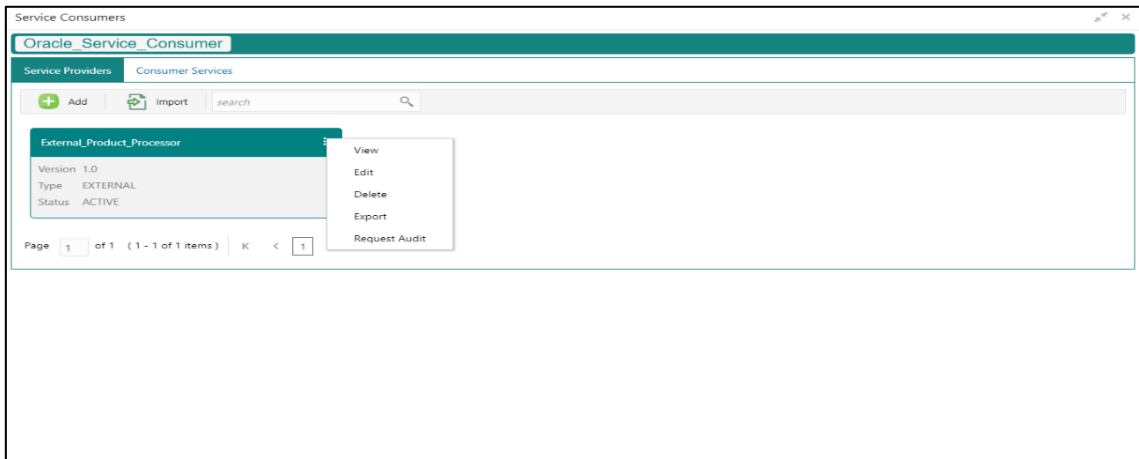 Service Consumers
Oracle_Service_Consumer
Service Providers Consumer Services
Add Import search
External_Product_Processor
Version 1.0
Type EXTERNAL
Status ACTIVE
View
Edit
Delete
Export
Request Audit
Page 1 of 1 ( 1 - 1 of 1 items ) K < 1